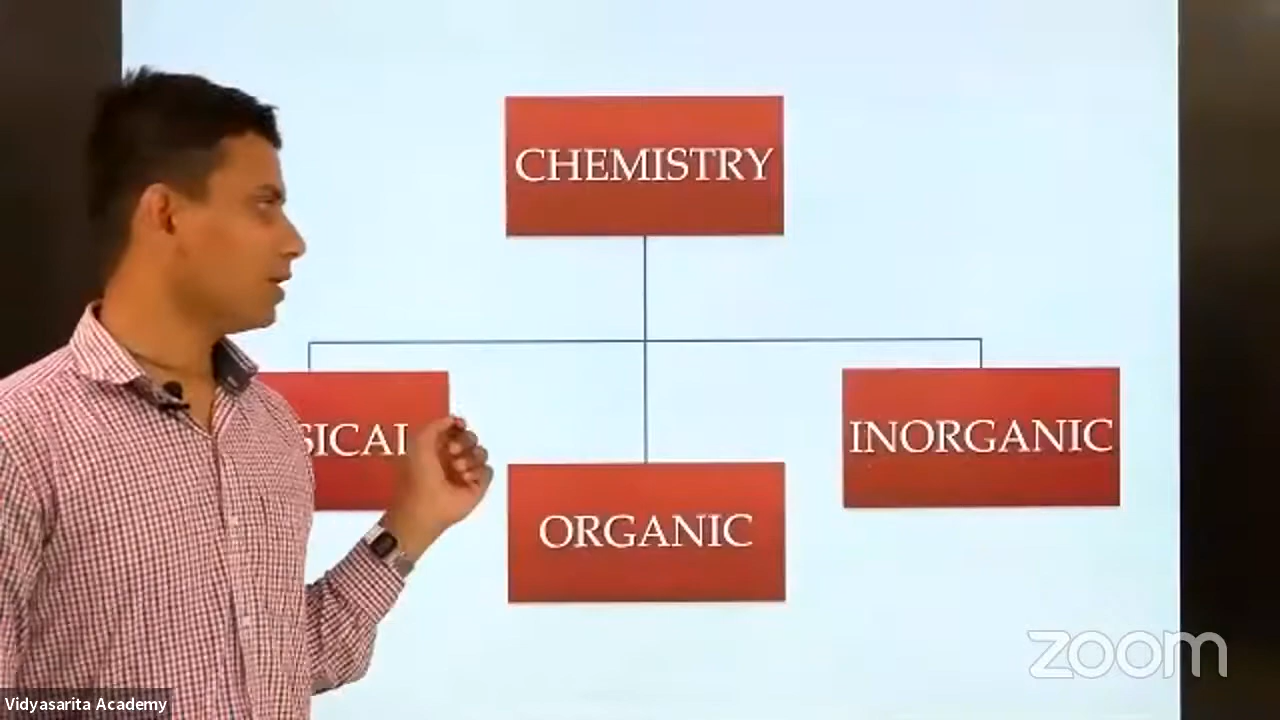 CHEMISTRY
SICAL
INORGANIC
ORGANIC
zoom
Vidyasarita Academy